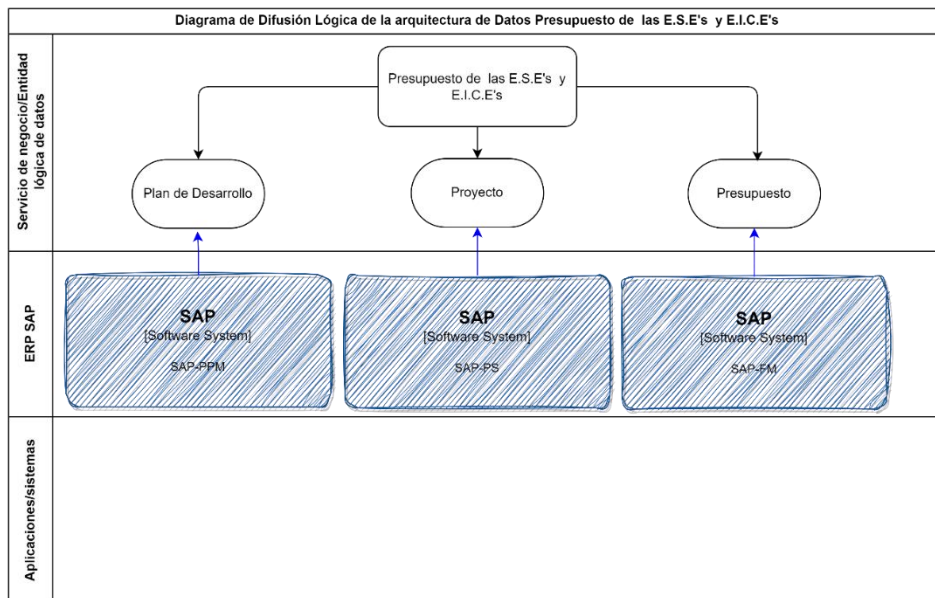 Diagrama de Difusión Lógica de la arquitectura de Datos Presupuesto de las E.S.E's y E.I.C.E's
Servicio de negocio/Entidad
lógica de datos
Presupuesto de las E.S.E's y
E.I.C.E's
Plan de Desarrollo
Proyecto
Presupuesto
ERP SAP
SAP
[Software System]
SAP-PPM
SAP
[Software System]
SAP-PS
SAP
[Software System]
SAP-FM
Aplicaciones/sistemas